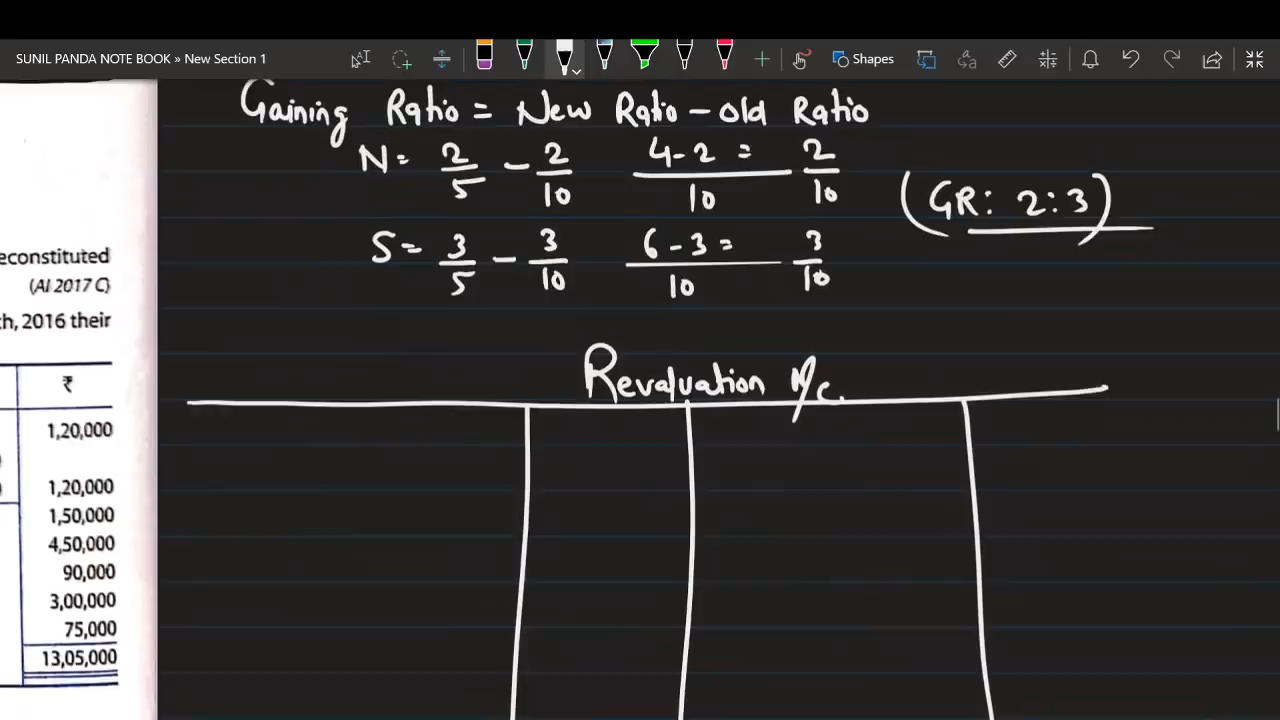 SUNIL PANDA NOTE BOOK » New Section 1
Shapes
Gaining Ratio = New Ratio - old Ratio
N = 2/5 - 2/10 4-2/10 = 2/10
S = 3/5 - 3/10 6-3/10 = 3/10
(GR: 2:3)
Revaluation A/c.
econstituted
(AI 2017 C)
th, 2016 their
₹
1,20,000
1,20,000
1,50,000
4,50,000
90,000
3,00,000
75,000
13,05,000